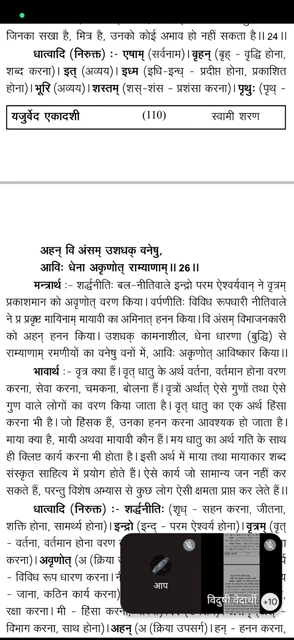 जिनका सखा है, मित्र है, उनको कोई अभाव हो नहीं सकता है॥24॥
धात्वादि (निरुक्त) :- एषाम् (सर्वनाम)। वृहन् (बृह - वृद्धि होना,
शब्द करना)। इत् (अव्यय)। इध्म (इधि-इन्ध् - प्रदीप्त होना, प्रकाशित
होना)। भूरि (अव्यय)। शस्तम् (शस्-शंस - प्रशंसा करना)। पृथुः (पृथ् -
यजुर्वेद एकादशी (110) स्वामी शरण
अहन् वि अंसम् उशधक् वनेषु,
आविः धेना अकृणोत् राम्याणाम्॥26॥
मन्त्रार्थ :- शर्द्धनीतिः बल-नीतिवाले इन्द्रो परम ऐश्वर्यवान् ने वृत्रम्
प्रकाशमान को अवृणोत् वरण किया। वर्पणीतिः विविध रूपधारी नीतिवाले
ने प्र प्रकृष्ट मायिनाम् मायावी का अमिनात् हनन किया। वि अंसम् विभाजनकारी
को अहन् हनन किया। उशधक् कामनाशील, धेना धारणा (बुद्धि) से
राम्याणाम् रमणीयों का वनेषु वनों में, आविः अकृणोत् आविष्कार किया॥
भावार्थ :- वृत्र क्या हैं। वृत् धातु के अर्थ वर्तना, वर्तमान होना वरण
करना, सेवा करना, चमकना, बोलना हैं। वृत्रों अर्थात् ऐसे गुणों तथा ऐसे
गुण वाले लोगों का वरण किया जाता है। वृत् धातु का एक अर्थ हिंसा
करना भी है। जो हिंसक हैं, उनका हनन करना आवश्यक हो जाता है।
माया क्या है, मायी अथवा मायावी कौन हैं। मय धातु का अर्थ गति के साथ
ही क्लिष्ट कार्य करना भी होता है। इसी अर्थ में माया तथा मायाकार शब्द
संस्कृत साहित्य में प्रयोग होते हैं। ऐसे कार्य जो सामान्य जन नहीं कर
सकते हैं, परन्तु विशेष अभ्यास से कुछ लोग ऐसी क्षमता प्राप्त कर लेते हैं॥
धात्वादि (निरुक्त) :- शर्द्धनीतिः (शृध् - सहन करना, जीतना,
शक्ति होना, सामर्थ्य होना)। इन्द्रो (इन्द् - परम ऐश्वर्य होना)। वृत्रम् (वृत्
- वर्तना, वर्तमान होना वरण
करना)। अवृणोत् (अ (क्रिया
- विविध रूप धारण करना।
- जाना, कठिन कार्य करना)
रक्षा करना। मी - हिंसा करना
विभाग करना, साथ होना)। अहन् (अ (क्रिया उपसर्ग)। हन् - हनन करना,
आप
विदुषी विद्यार्थी
+10